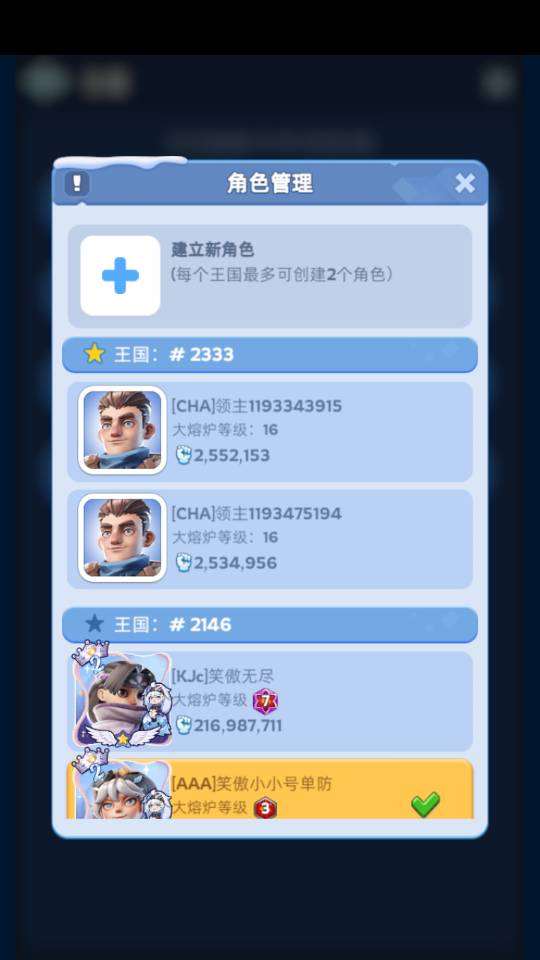 角色管理
建立新角色
(每个王国最多可创建2个角色)
王国：# 2333
[CHA]领主1193343915
大熔炉等级：16
2,552,153
[CHA]领主1193475194
大熔炉等级：16
2,534,956
王国：# 2146
2
[KJc]笑傲无尽
大熔炉等级 7
216,987,711
2
[AAA]笑傲小小号单防
大熔炉等级 3